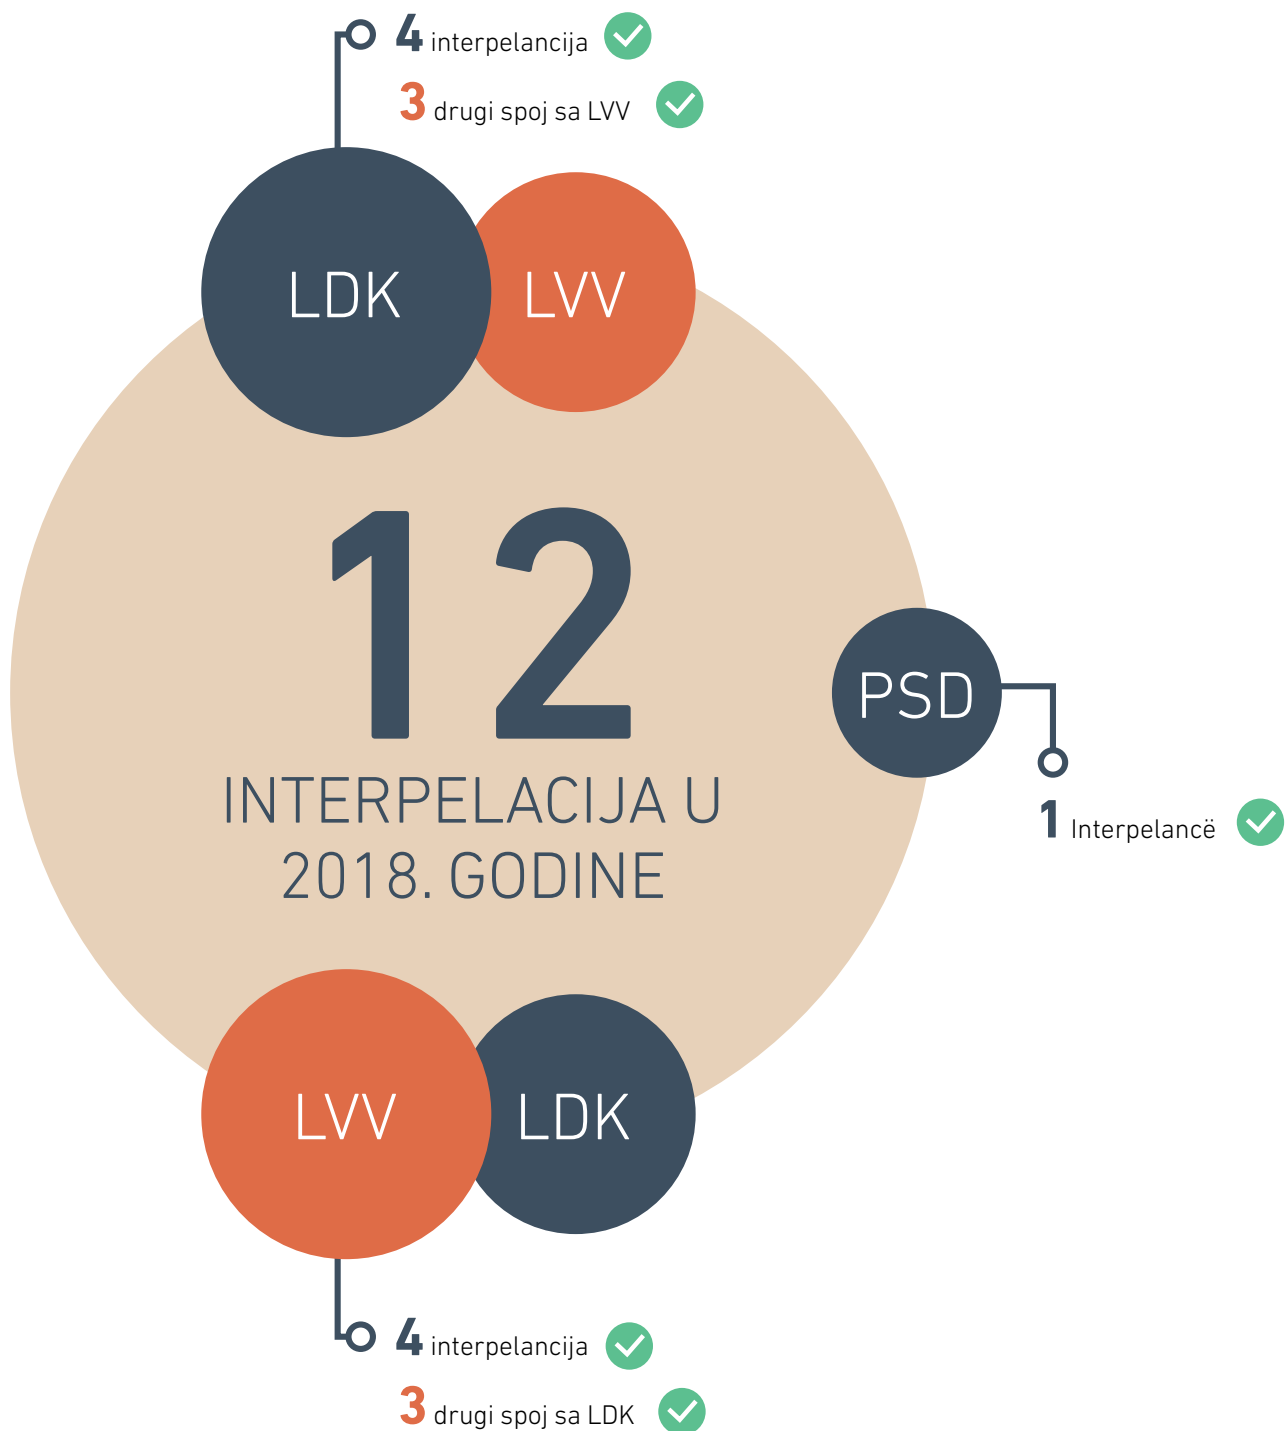 4 interpelancija
3 drugi spoj sa LVV
LDK
LVV
12
INTERPELACIJA U
2018. GODINE
PSD
1 Interpelancë
LVV
LDK
4 interpelancija
3 drugi spoj sa LDK